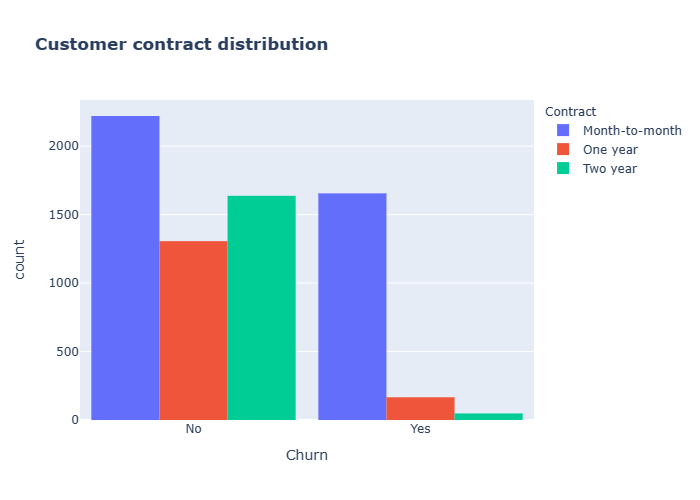 Customer contract distribution
Contract
Month-to-month
One year
Two year
2000
1500
1000
500
0
count
No
Yes
Churn